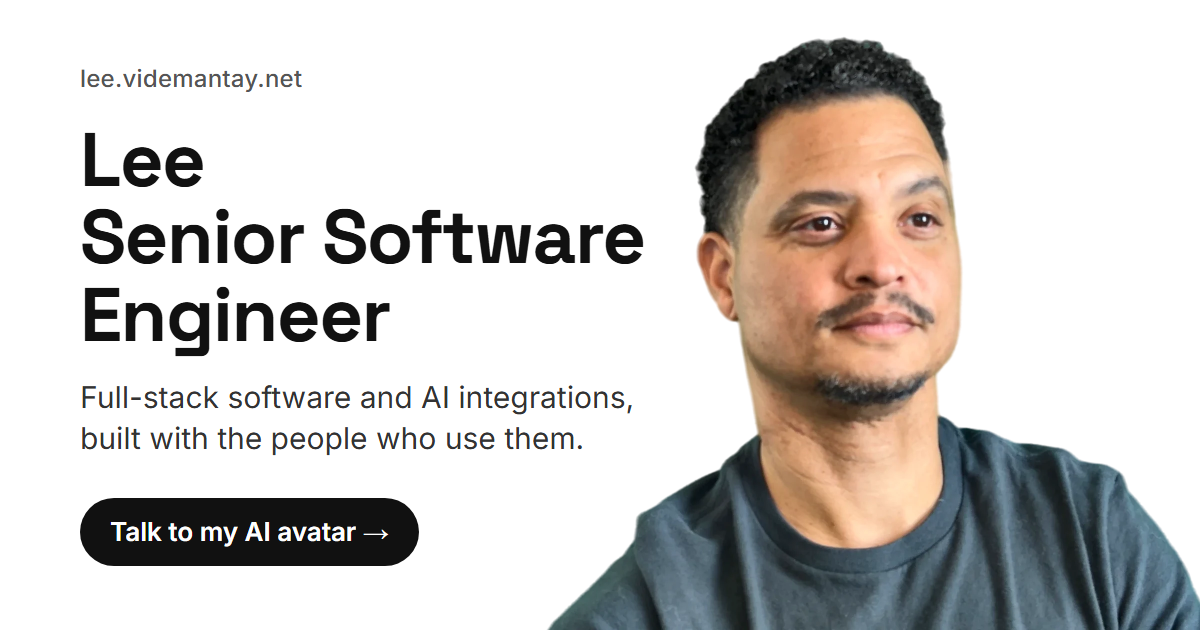 lee.videmantay.net
Lee
Senior Software
Engineer
Full-stack software and AI integrations,
built with the people who use them.
Talk to my AI avatar →